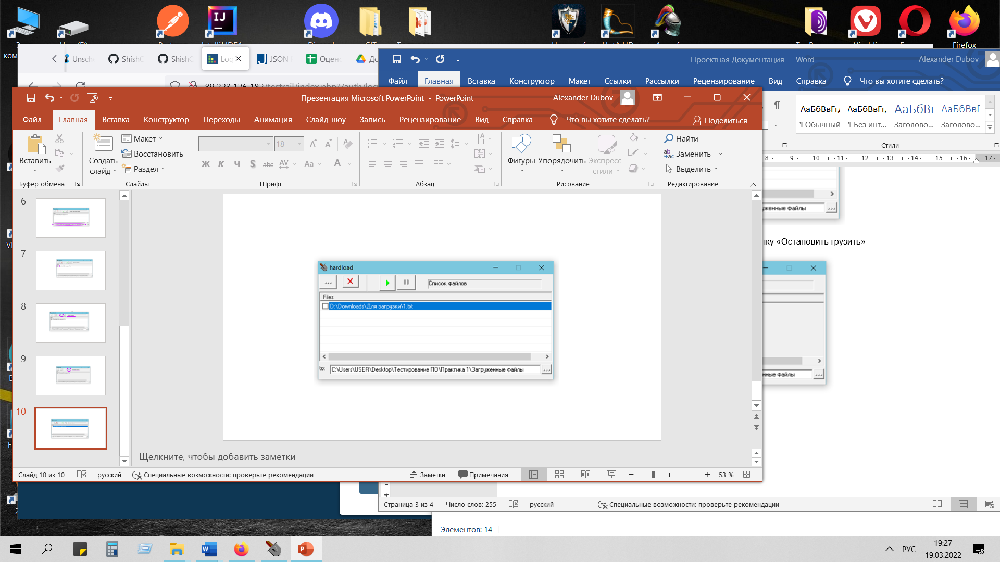 Firefox
Unsch
ShishC
ShishC
Log
JSON
Оцен
До
89.223.126.182/testrail/index.php?/auth/log
Проектная Документация - Word
Alexander Dubov
Файл Главная Вставка Конструктор Макет Ссылки Рассылки Рецензирование Вид Справка Что вы хотите сделать?
Презентация Microsoft PowerPoint - PowerPoint
Alexander Dubov
Файл Главная Вставка Конструктор Переходы Анимация Слайд-шоу Запись Рецензирование Вид Справка Что вы хотите сделать? Поделиться
Вставить
Буфер обмена
Создать слайд
Макет
Восстановить
Раздел
Слайды
18
Ж К Ч S abc AV Aa A
Шрифт
Абзац
Фигуры
Упорядочить
Экспресс-стили
Рисование
Найти
Заменить
Выделить
Редактирование
АаБбВвГг,
¶ Обычный
АаБбВвГг,
¶ Без инт...
АаБбВ
Заголово...
АаБбВвГ
Заголово...
Стили
8 9 10 11 12 13 14 15 16 17
6
7
8
9
10
hardload
Список файлов
Files
D:\Downloads\Для загрузки\1.txt
to: C:\Users\USER\Desktop\Тестирование ПО\Практика 1\Загруженные файлы
...
уженные файлы
пку «Остановить грузить»
нные файлы
Щелкните, чтобы добавить заметки
Слайд 10 из 10 русский Специальные возможности: проверьте рекомендации Заметки Примечания 53 %
Страница 3 из 4 Число слов: 255 русский Специальные возможности: проверьте рекомендации
Элементов: 14
РУС
19:27
19.03.2022